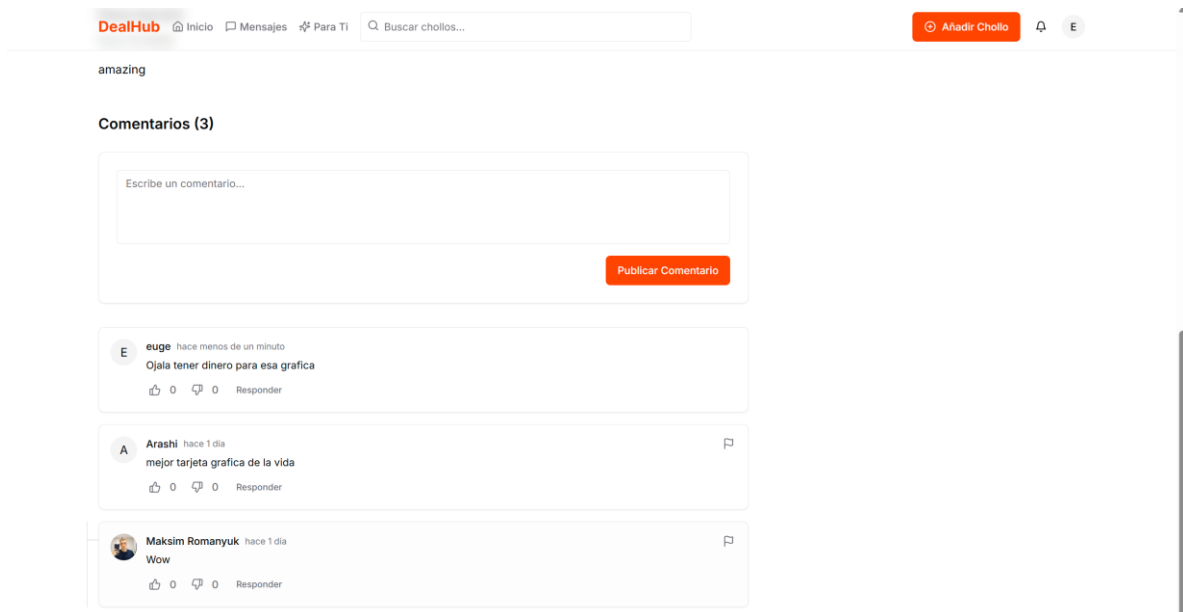 DealHub Inicio Mensajes Para Ti Buscar chollos... Añadir Chollo E
amazing
Comentarios (3)
Escribe un comentario...
Publicar Comentario
E euge hace menos de un minuto
Ojala tener dinero para esa grafica
0 0 Responder
A Arashi hace 1 día
mejor tarjeta grafica de la vida
0 0 Responder
Maksim Romanyuk hace 1 día
Wow
0 0 Responder